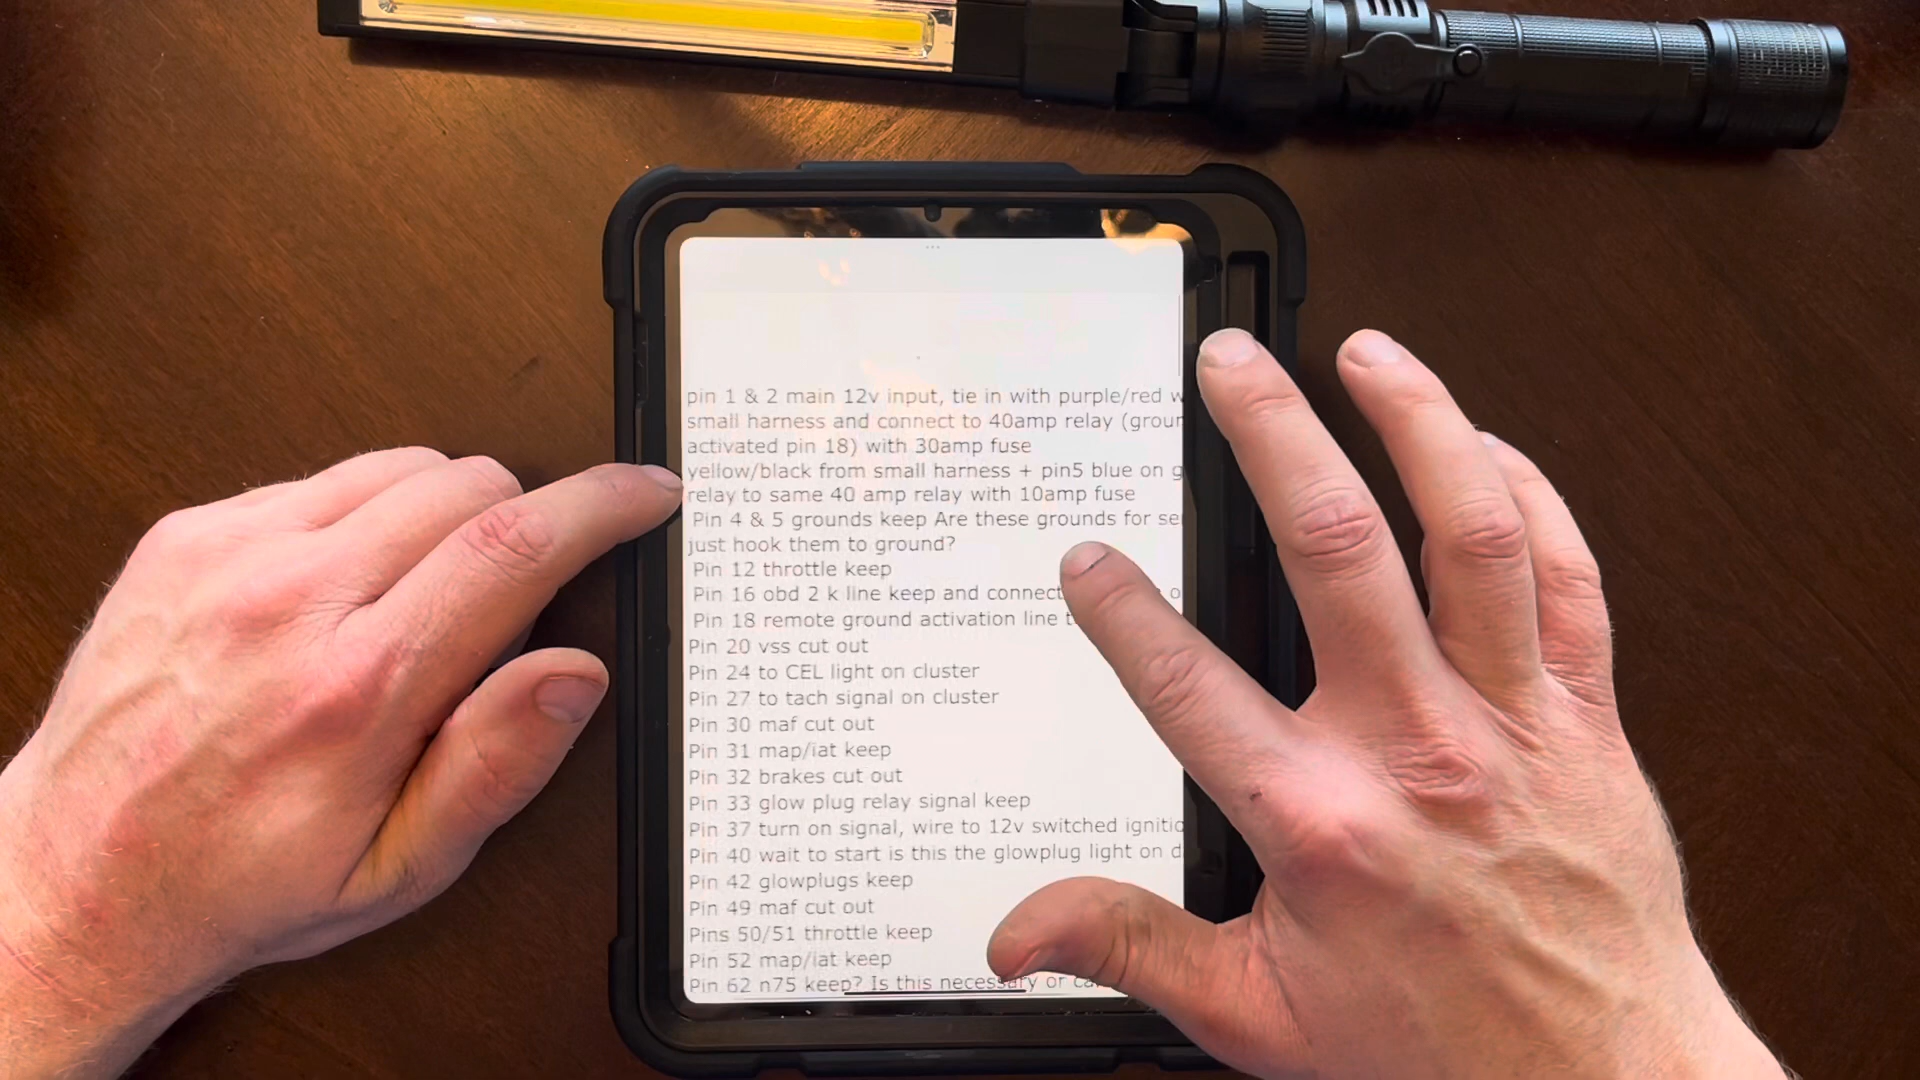 pin 1 & 2 main 12v input, tie in with purple/red
small harness and connect to 40amp relay
activated pin 18) with 30amp fuse
yellow/black from small harness + pin5 blue on
relay to same 40 amp relay with 10amp fuse
Pin 4 & 5 grounds keep Are these grounds for
just hook them to ground?
Pin 12 throttle keep
Pin 16 obd 2 k line keep and connect
Pin 18 remote ground activation line
Pin 20 vss cut out
Pin 24 to CEL light on cluster
Pin 27 to tach signal on cluster
Pin 30 maf cut out
Pin 31 map/iat keep
Pin 32 brakes cut out
Pin 33 glow plug relay signal keep
Pin 37 turn on signal, wire to 12v switched
Pin 40 wait to start is this the glowplug light on
Pin 42 glowplugs keep
Pin 49 maf cut out
Pins 50/51 throttle keep
Pin 52 map/iat keep
Pin 62 n75 keep? Is this necessary or